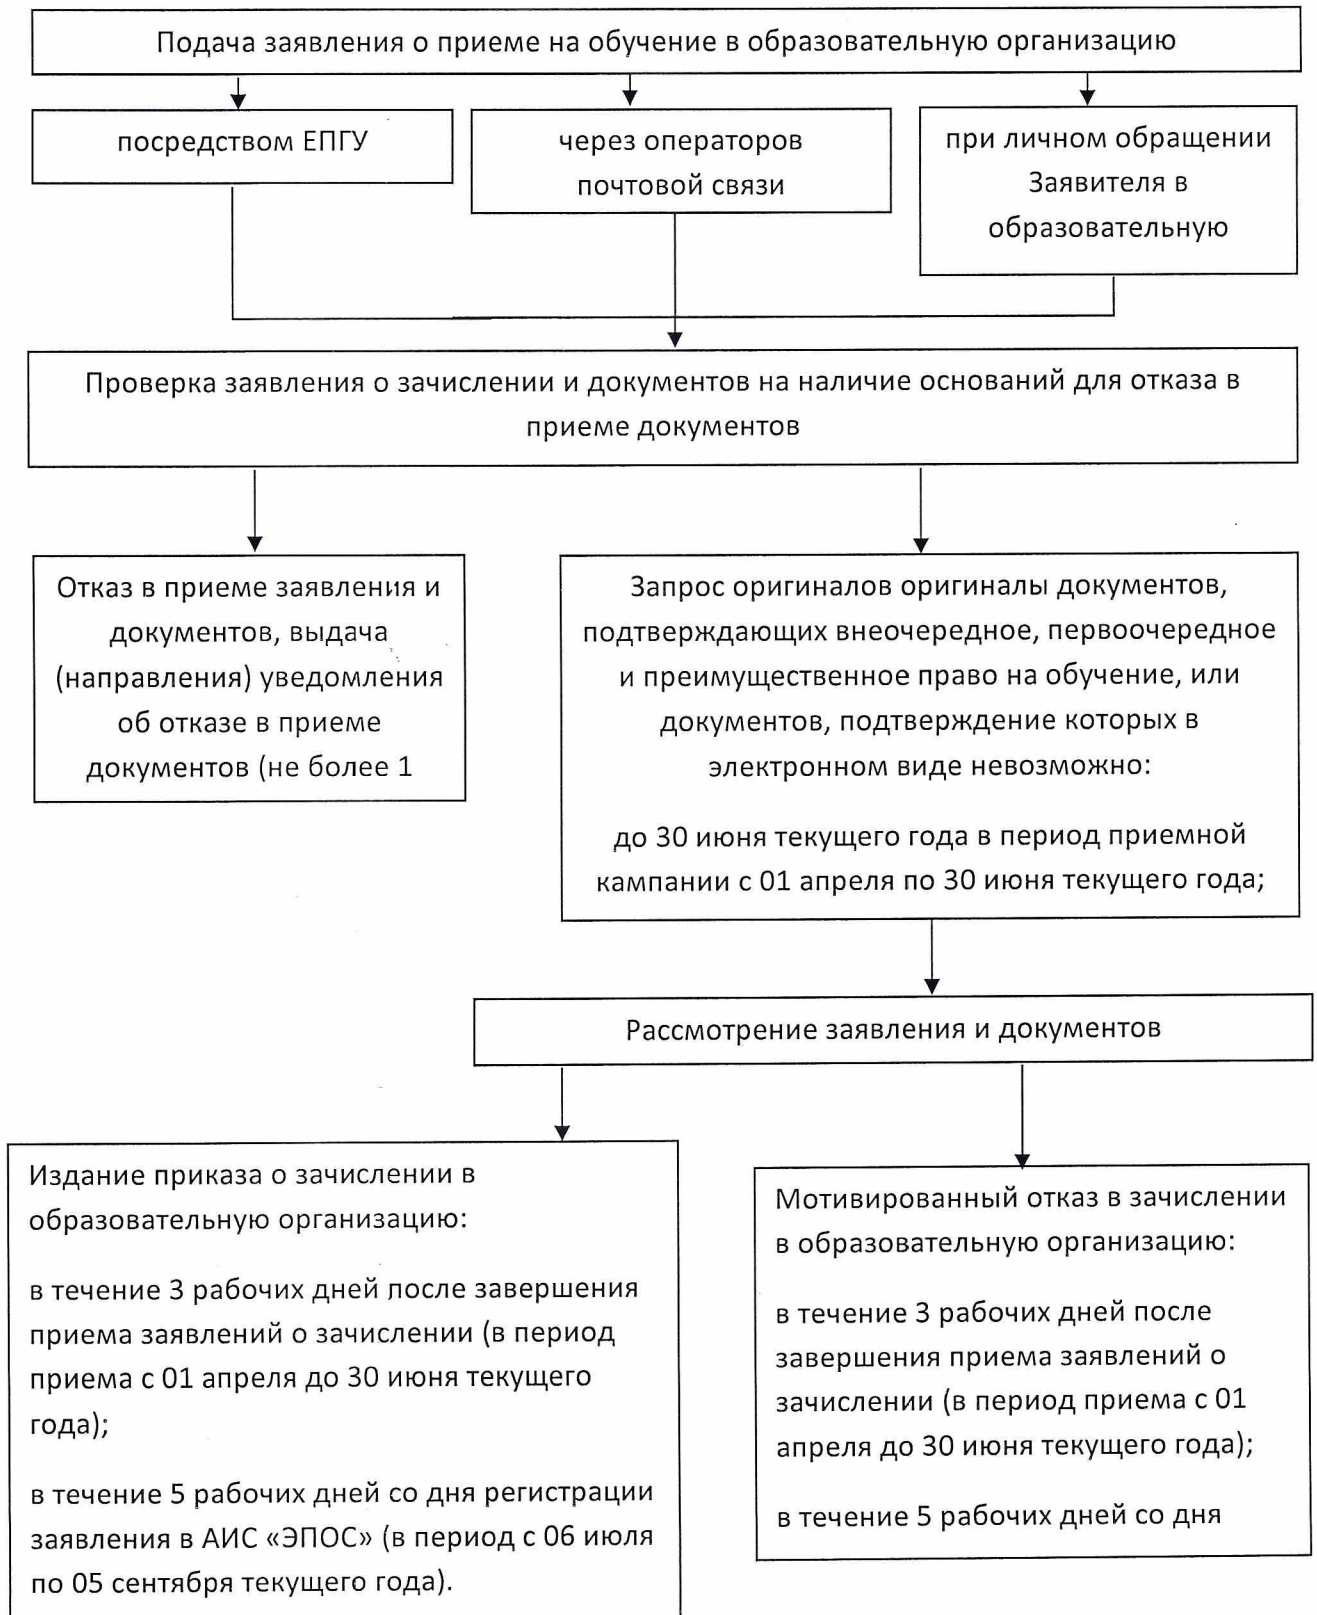 Подача заявления о приеме на обучение в образовательную организацию
посредством ЕПГУ
через операторов
почтовой связи
при личном обращении
Заявителя в
образовательную
Проверка заявления о зачислении и документов на наличие оснований для отказа в
приеме документов
Отказ в приеме заявления и
документов, выдача
(направления) уведомления
об отказе в приеме
документов (не более 1
Запрос оригиналов оригиналы документов,
подтверждающих внеочередное, первоочередное
и преимущественное право на обучение, или
документов, подтверждение которых в
электронном виде невозможно:
до 30 июня текущего года в период приемной
кампании с 01 апреля по 30 июня текущего года;
Рассмотрение заявления и документов
Издание приказа о зачислении в
образовательную организацию:
в течение 3 рабочих дней после завершения
приема заявлений о зачислении (в период
приема с 01 апреля до 30 июня текущего
года);
в течение 5 рабочих дней со дня регистрации
заявления в АИС «ЭПОС» (в период с 06 июля
по 05 сентября текущего года).
Мотивированный отказ в зачислении
в образовательную организацию:
в течение 3 рабочих дней после
завершения приема заявлений о
зачислении (в период приема с 01
апреля до 30 июня текущего года);
в течение 5 рабочих дней со дня